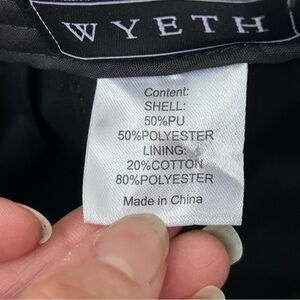 WYETH
Content:
SHELL:
50%PU
50%POLYESTER
LINING:
20%COTTON
80%POLYESTER
Made in China